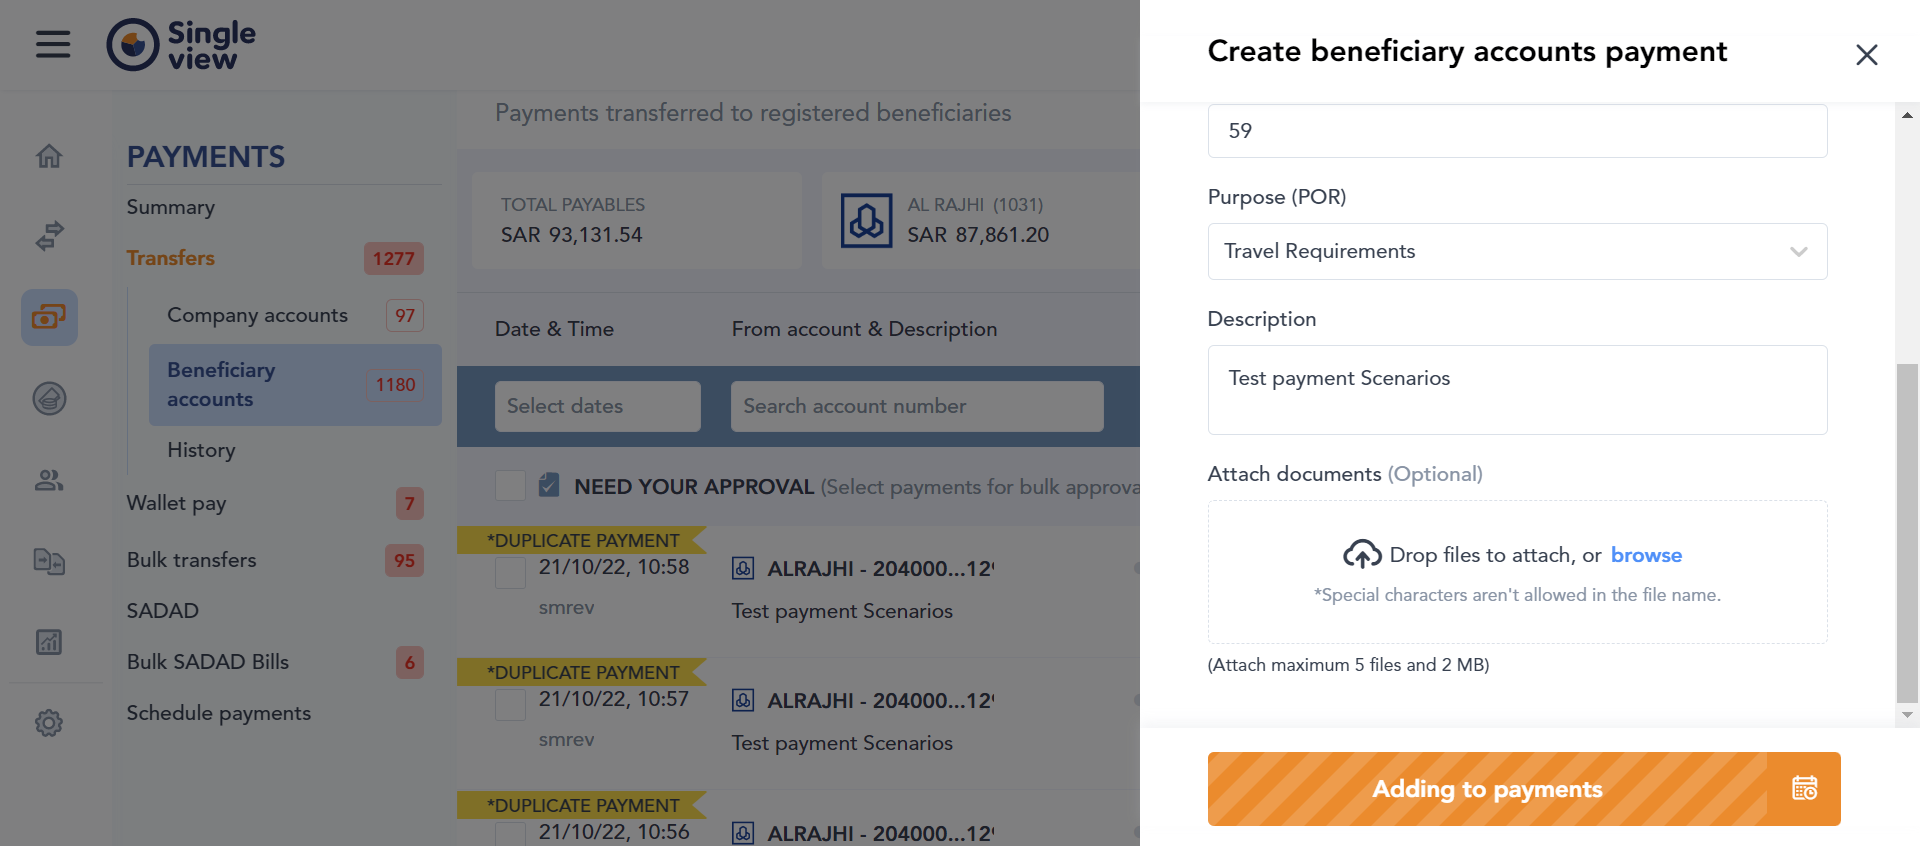 Single
view
PAYMENTS
Summary
Transfers 1277
Company accounts 97
Beneficiary
accounts 1180
History
Wallet pay 7
Bulk transfers 95
SADAD
Bulk SADAD Bills 6
Schedule payments
Payments transferred to registered beneficiaries
TOTAL PAYABLES
SAR 93,131.54
AL RAJHI (1031)
SAR 87,861.20
Date & Time From account & Description
Select dates Search account number
NEED YOUR APPROVAL (Select payments for bulk approva
*DUPLICATE PAYMENT
21/10/22, 10:58 ALRAJHI - 204000...129
smrev Test payment Scenarios
*DUPLICATE PAYMENT
21/10/22, 10:57 ALRAJHI - 204000...129
smrev Test payment Scenarios
*DUPLICATE PAYMENT
21/10/22, 10:56 ALRAJHI - 204000...129
Create beneficiary accounts payment
59
Purpose (POR)
Travel Requirements
Description
Test payment Scenarios
Attach documents (Optional)
Drop files to attach, or browse
*Special characters aren't allowed in the file name.
(Attach maximum 5 files and 2 MB)
Adding to payments